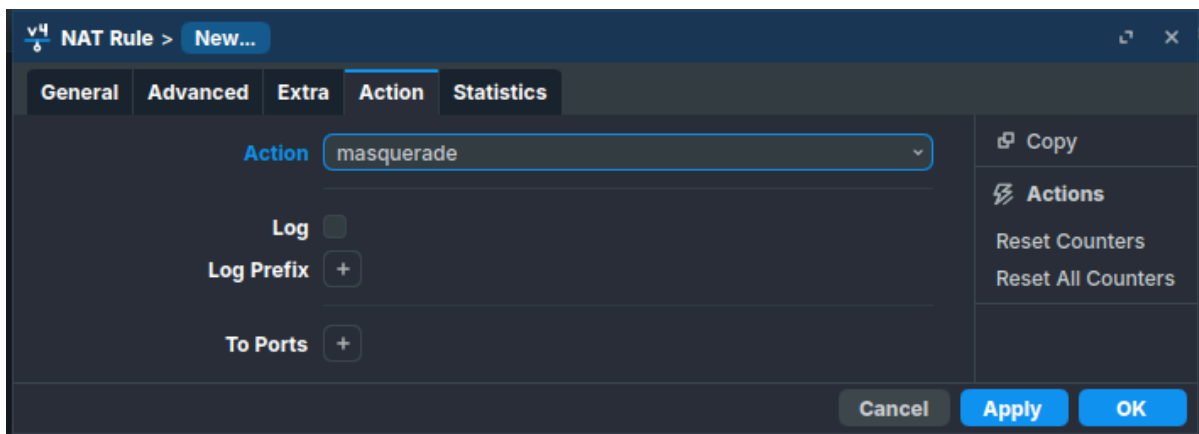 v4 NAT Rule > New...
General Advanced Extra Action Statistics
Action masquerade
Log
Log Prefix +
To Ports +
Copy
Actions
Reset Counters
Reset All Counters
Cancel Apply OK